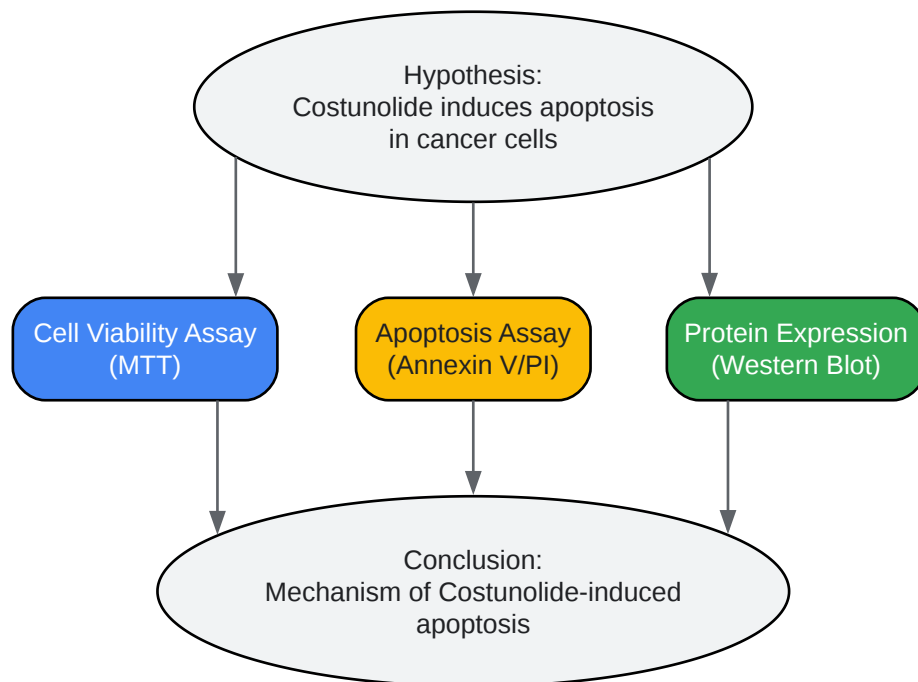 Hypothesis:
Costunolide induces apoptosis
in cancer cells
Cell Viability Assay
(MTT)
Apoptosis Assay
(Annexin V/PI)
Protein Expression
(Western Blot)
Conclusion:
Mechanism of Costunolide-induced
apoptosis